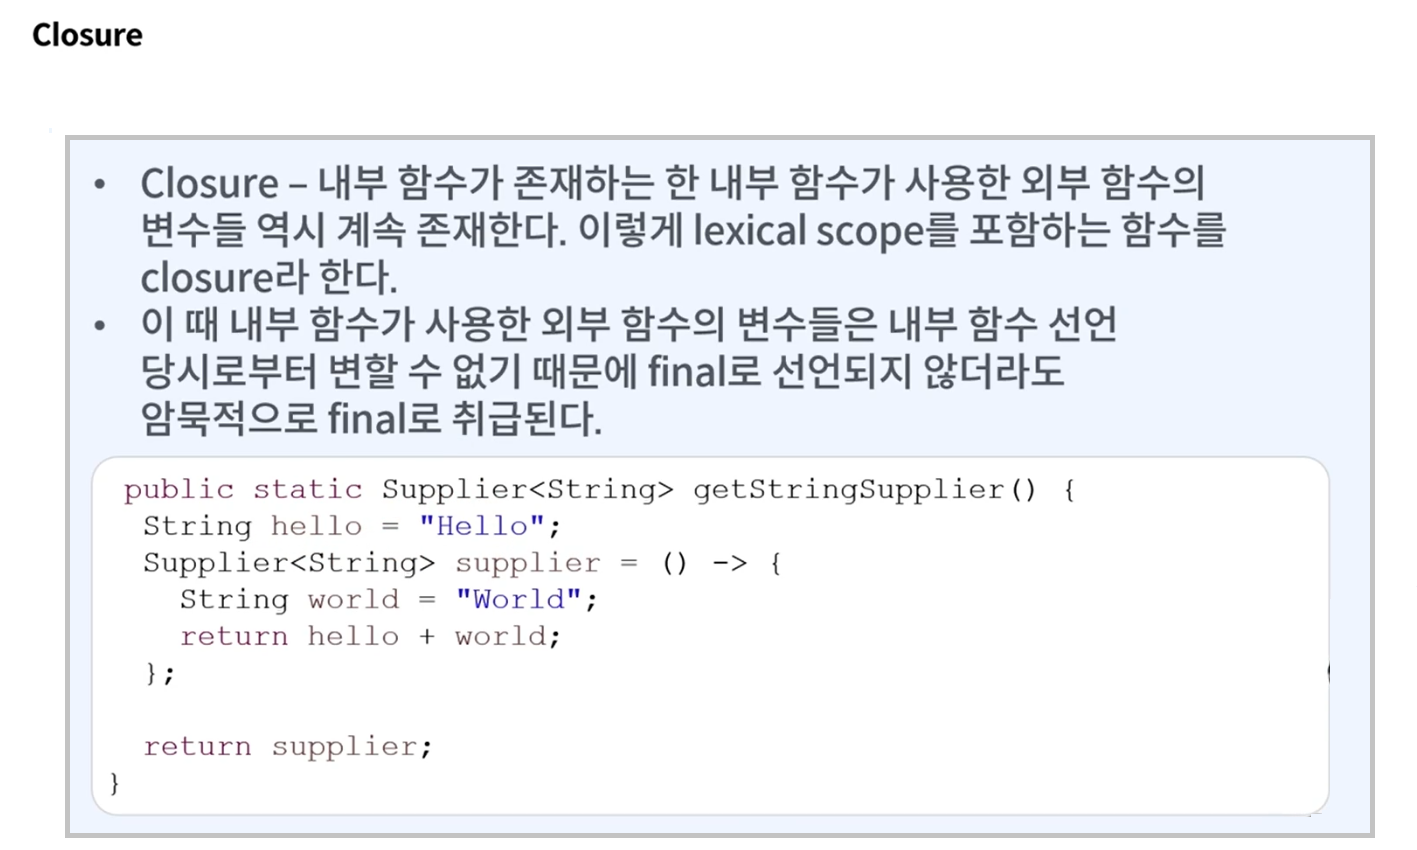 Closure
• Closure – 내부 함수가 존재하는 한 내부 함수가 사용한 외부 함수의
변수들 역시 계속 존재한다. 이렇게 lexical scope를 포함하는 함수를
closure라 한다.
• 이 때 내부 함수가 사용한 외부 함수의 변수들은 내부 함수 선언
당시로부터 변할 수 없기 때문에 final로 선언되지 않더라도
암묵적으로 final로 취급된다.
public static Supplier<String> getStringSupplier() {
  String hello = "Hello";
  Supplier<String> supplier = () -> {
    String world = "World";
    return hello + world;
  };
  return supplier;
}